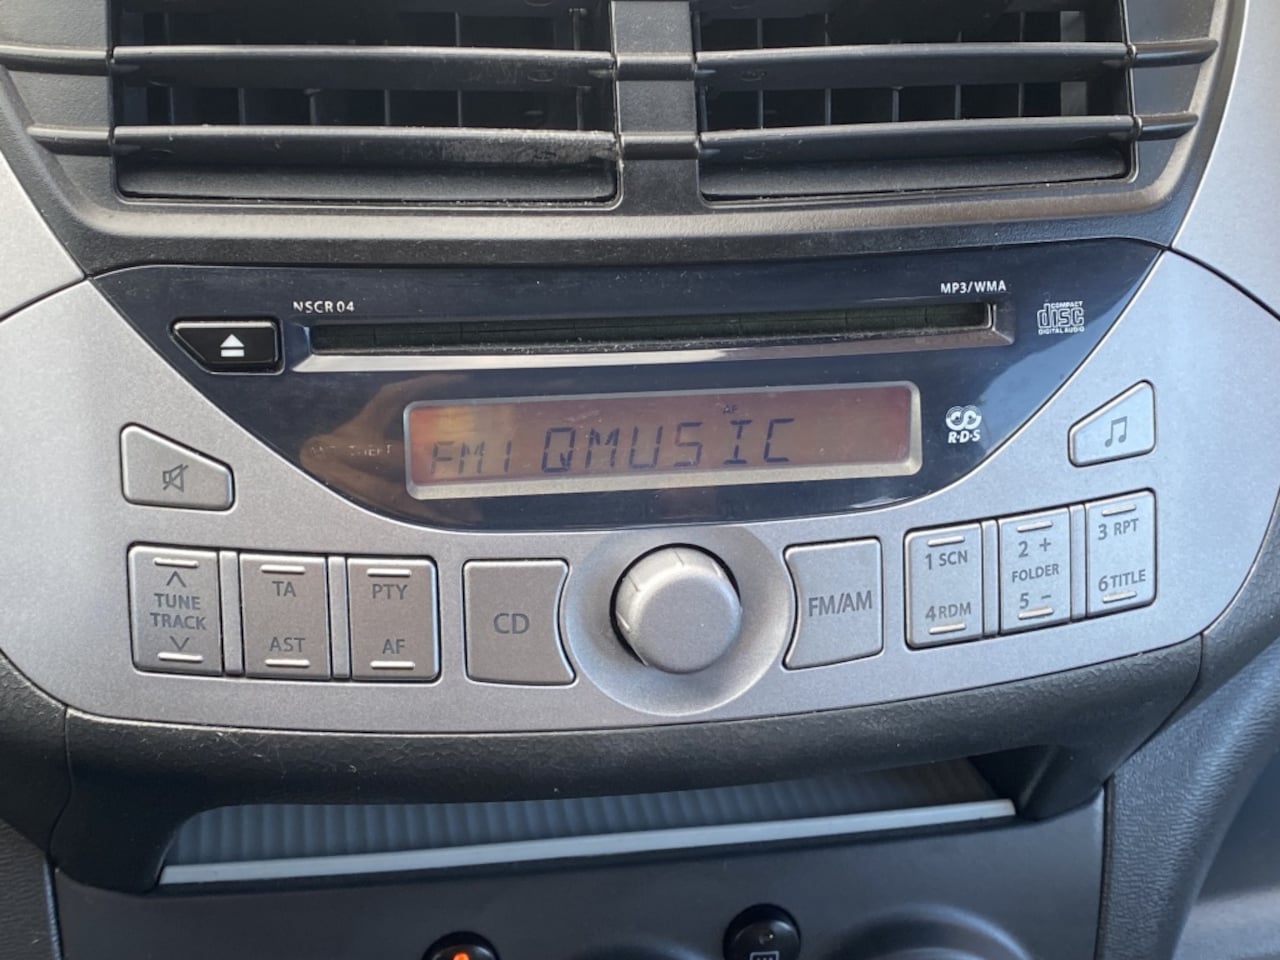 NSCR04
MP3/WMA
COMPACT
disc
DIGITAL AUDIO
AF
FM1 QMUSIC
R·D·S
TUNE
TRACK
TA
AST
PTY
AF
CD
FM/AM
1 SCN
4 RDM
2 +
FOLDER
5 -
3 RPT
6 TITLE